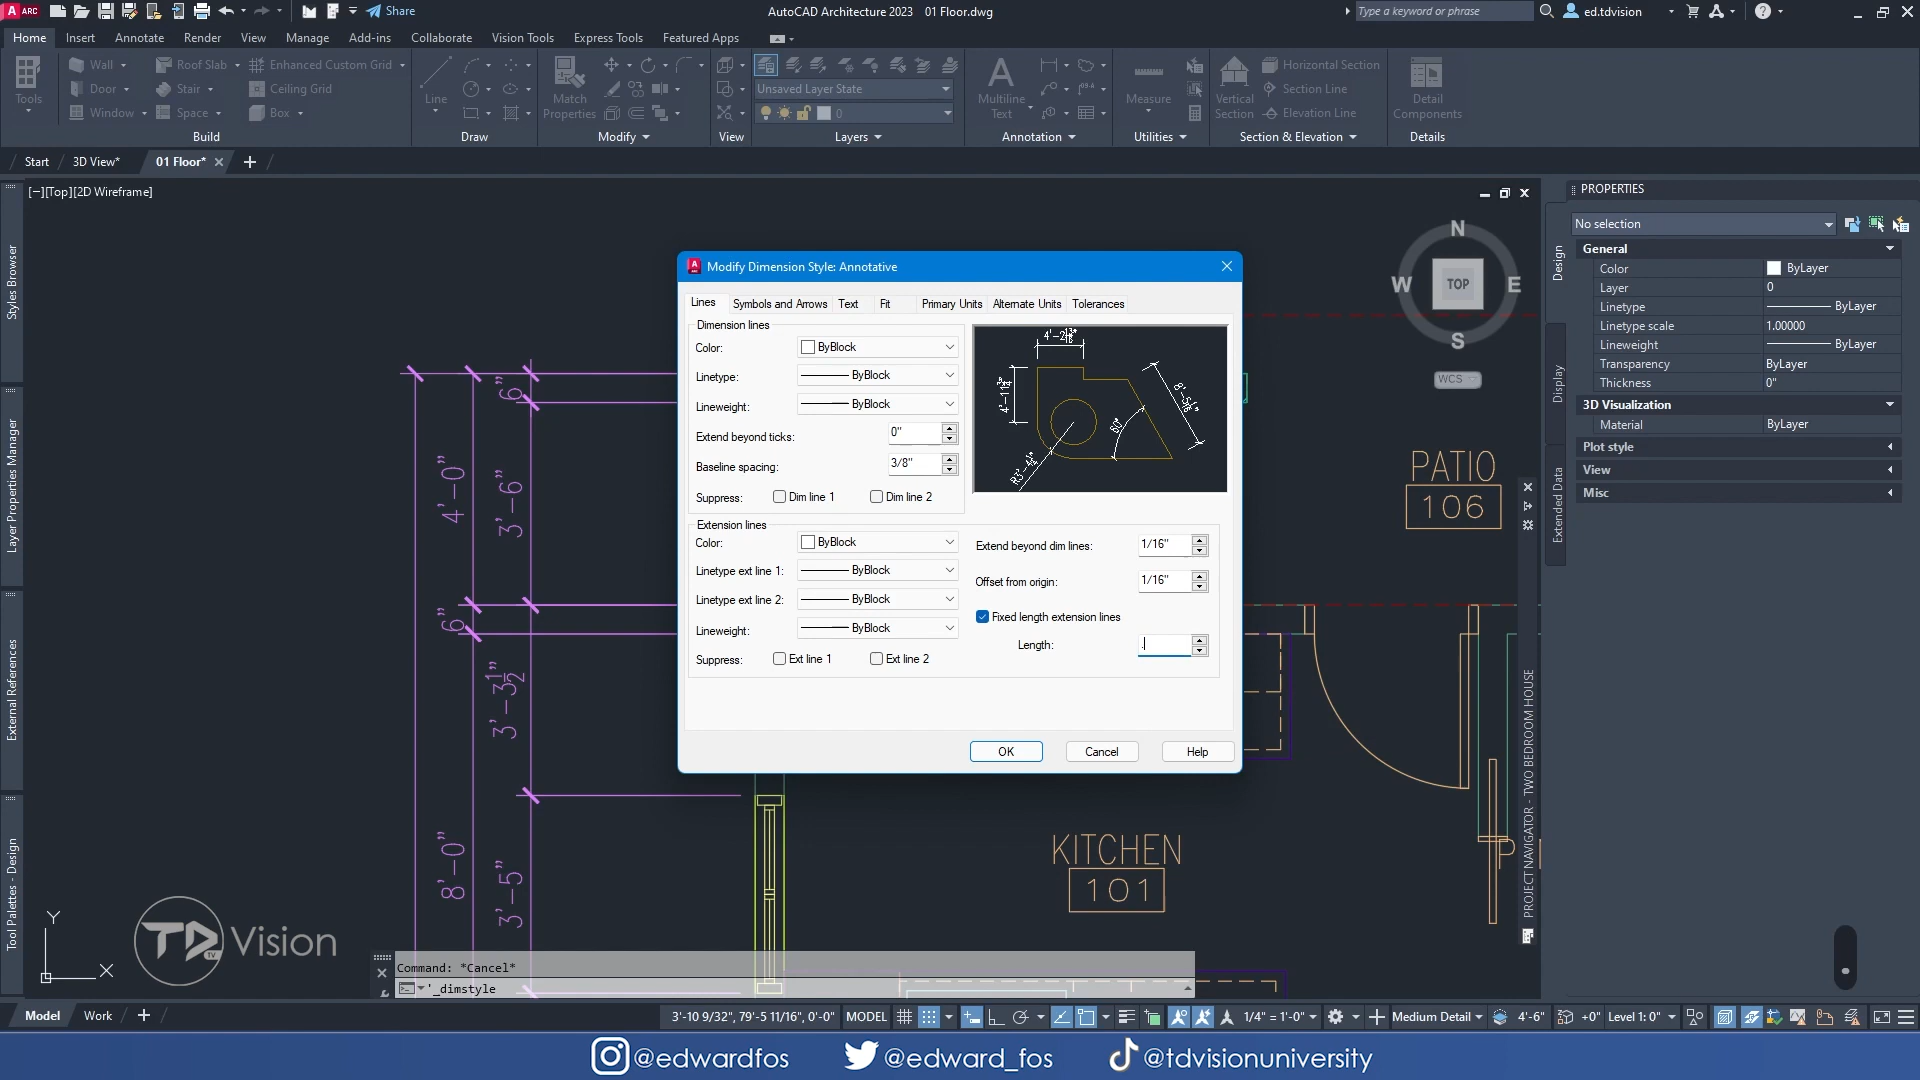 ARC
Share
AutoCAD Architecture 2023 01 Floor.dwg
Type a keyword or phrase
ed.tdvision
Home Insert Annotate Render View Manage Add-ins Collaborate Vision Tools Express Tools Featured Apps
Tools
Wall
Door
Window
Roof Slab
Stair
Space
Enhanced Custom Grid
Ceiling Grid
Box
Line
Match
Properties
Unsaved Layer State
0
Multiline
Text
Measure
Vertical
Section
Horizontal Section
Section Line
Elevation Line
Detail
Components
Build Draw Modify View Layers Annotation Utilities Section & Elevation Details
Start 3D View* 01 Floor*
[−][Top][2D Wireframe]
Styles Browser
Layer Properties Manager
External References
Tool Palettes - Design
Modify Dimension Style: Annotative
Lines Symbols and Arrows Text Fit Primary Units Alternate Units Tolerances
Dimension lines
Color: ByBlock
Linetype: ByBlock
Lineweight: ByBlock
Extend beyond ticks: 0"
Baseline spacing: 3/8"
Suppress: Dim line 1 Dim line 2
60°
Extension lines
Color: ByBlock
Linetype ext line 1: ByBlock
Linetype ext line 2: ByBlock
Lineweight: ByBlock
Suppress: Ext line 1 Ext line 2
Extend beyond dim lines: 1/16"
Offset from origin: 1/16"
Fixed length extension lines
Length: .
OK Cancel Help
6"
4'-0"
3'-6"
6"
3'-3½"
8'-0"
3'-5"
N
W TOP E
S
WCS
PATIO
106
KITCHEN
101
P
PROJECT NAVIGATOR - TWO BEDROOM HOUSE
PROPERTIES
No selection
Design
Display
Extended Data
General
Color ByLayer
Layer 0
Linetype ByLayer
Linetype scale 1.00000
Lineweight ByLayer
Transparency ByLayer
Thickness 0"
3D Visualization
Material ByLayer
Plot style
View
Misc
TD TV Vision
Y
X
Command: *Cancel*
'_dimstyle
Model Work
3'-10 9/32", 79'-5 11/16", 0'-0" MODEL
1/4" = 1'-0"
Medium Detail
4'-6"
+0"
Level 1: 0"
@edwardfos @edward_fos @tdvisionuniversity